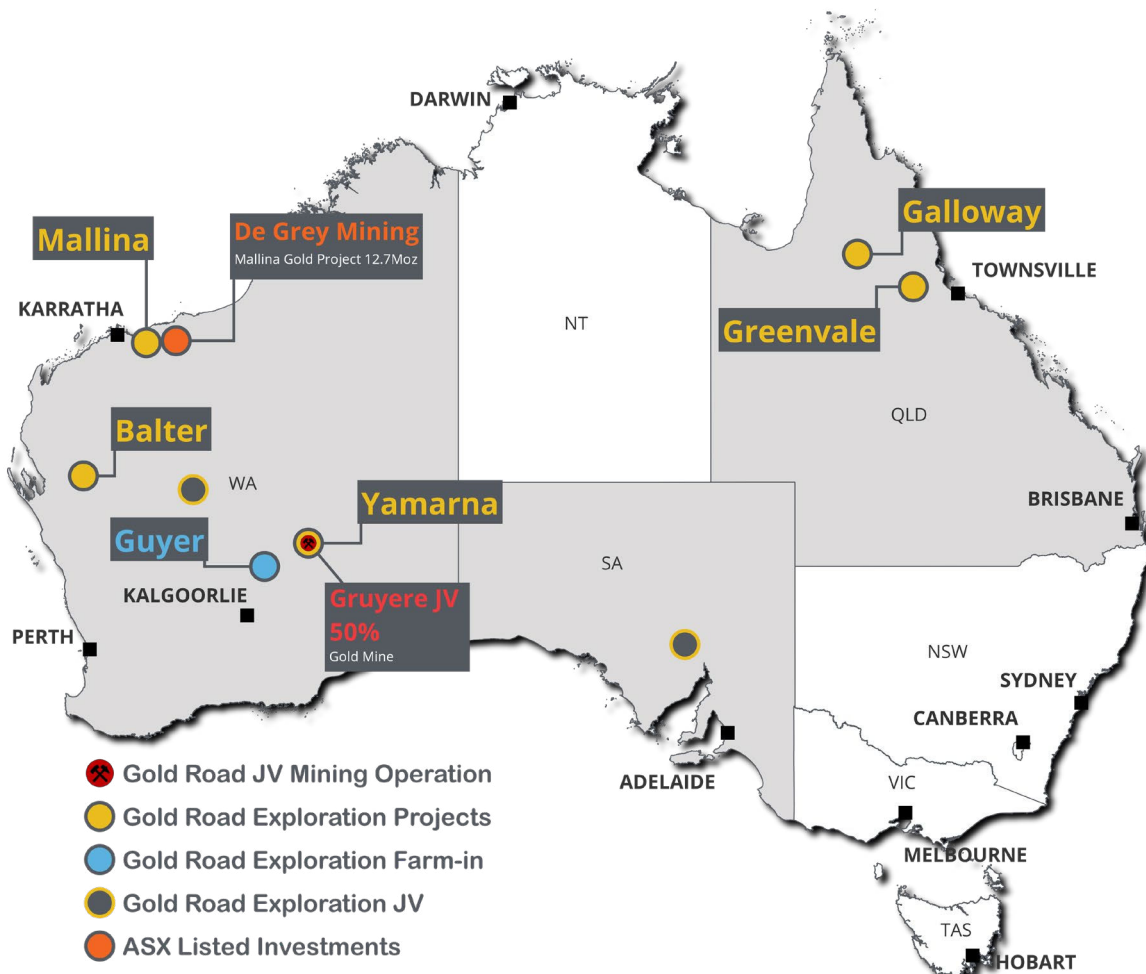 DARWIN
Galloway
Mallina
De Grey Mining
Mallina Gold Project 12.7Moz
TOWNSVILLE
KARRATHA
NT
Greenvale
QLD
Balter
WA
Yamarna
BRISBANE
Guyer
SA
KALGOORLIE
Gruyere JV
50%
Gold Mine
PERTH
NSW
SYDNEY
CANBERRA
ADELAIDE
VIC
MELBOURNE
TAS
HOBART
Gold Road JV Mining Operation
Gold Road Exploration Projects
Gold Road Exploration Farm-in
Gold Road Exploration JV
ASX Listed Investments